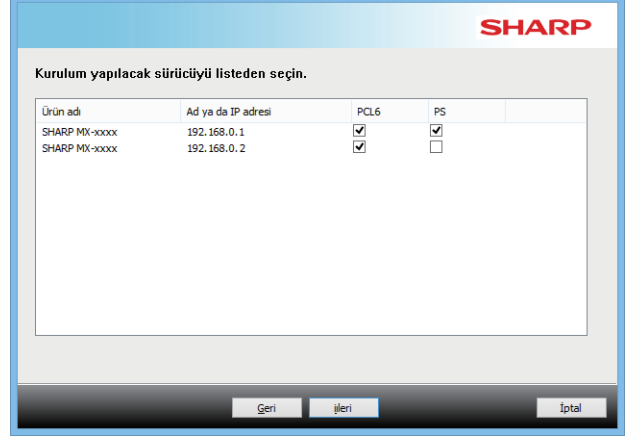 SHARP
Kurulum yapılacak sürücüyü listeden seçin.
Ürün adı Ad ya da IP adresi PCL6 PS
SHARP MX-xxxx 192.168.0.1
SHARP MX-xxxx 192.168.0.2
Geri iileri İptal